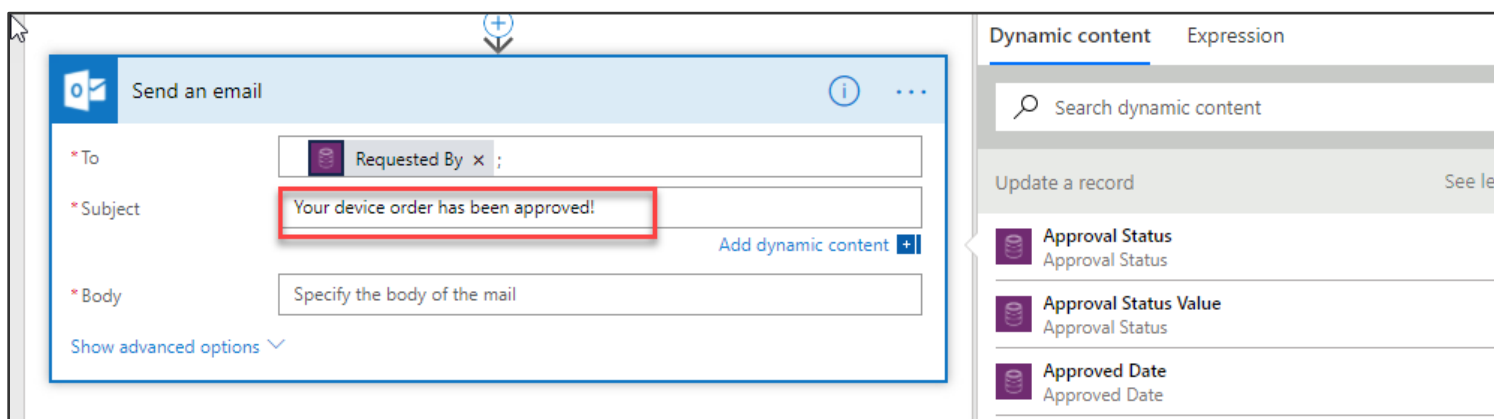 Send an email
* To
Requested By × ;
* Subject
Your device order has been approved!
Add dynamic content
* Body
Specify the body of the mail
Show advanced options
Dynamic content Expression
Search dynamic content
Update a record See le
Approval Status
Approval Status
Approval Status Value
Approval Status
Approved Date
Approved Date